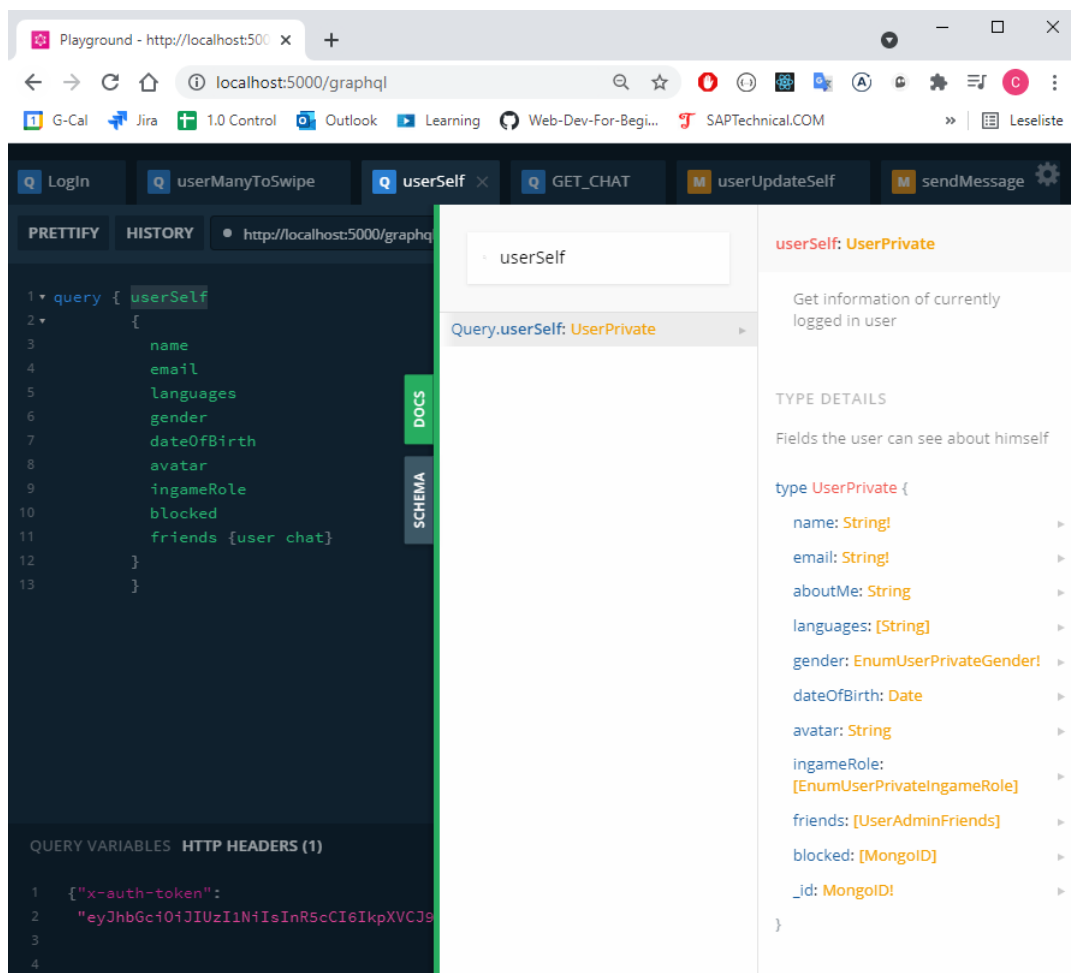 Playground - http://localhost:500
localhost:5000/graphql
G-Cal Jira 1.0 Control Outlook Learning Web-Dev-For-Begi... SAPTechnical.COM » Leseliste
Q LogIn Q userManyToSwipe Q userSelf Q GET_CHAT M userUpdateSelf M sendMessage
PRETTIFY HISTORY http://localhost:5000/graphq
1 query { userSelf
2 {
3 name
4 email
5 languages
6 gender
7 dateOfBirth
8 avatar
9 ingameRole
10 blocked
11 friends {user chat}
12 }
13 }
DOCS
SCHEMA
QUERY VARIABLES HTTP HEADERS (1)
1 {"x-auth-token":
2 "eyJhbGciOiJIUzI1NiIsInR5cCI6IkpXVCJ9
3
4
userSelf
Query.userSelf: UserPrivate
userSelf: UserPrivate
Get information of currently
logged in user
TYPE DETAILS
Fields the user can see about himself
type UserPrivate {
name: String!
email: String!
aboutMe: String
languages: [String]
gender: EnumUserPrivateGender!
dateOfBirth: Date
avatar: String
ingameRole:
[EnumUserPrivateIngameRole]
friends: [UserAdminFriends]
blocked: [MongoID]
_id: MongoID!
}